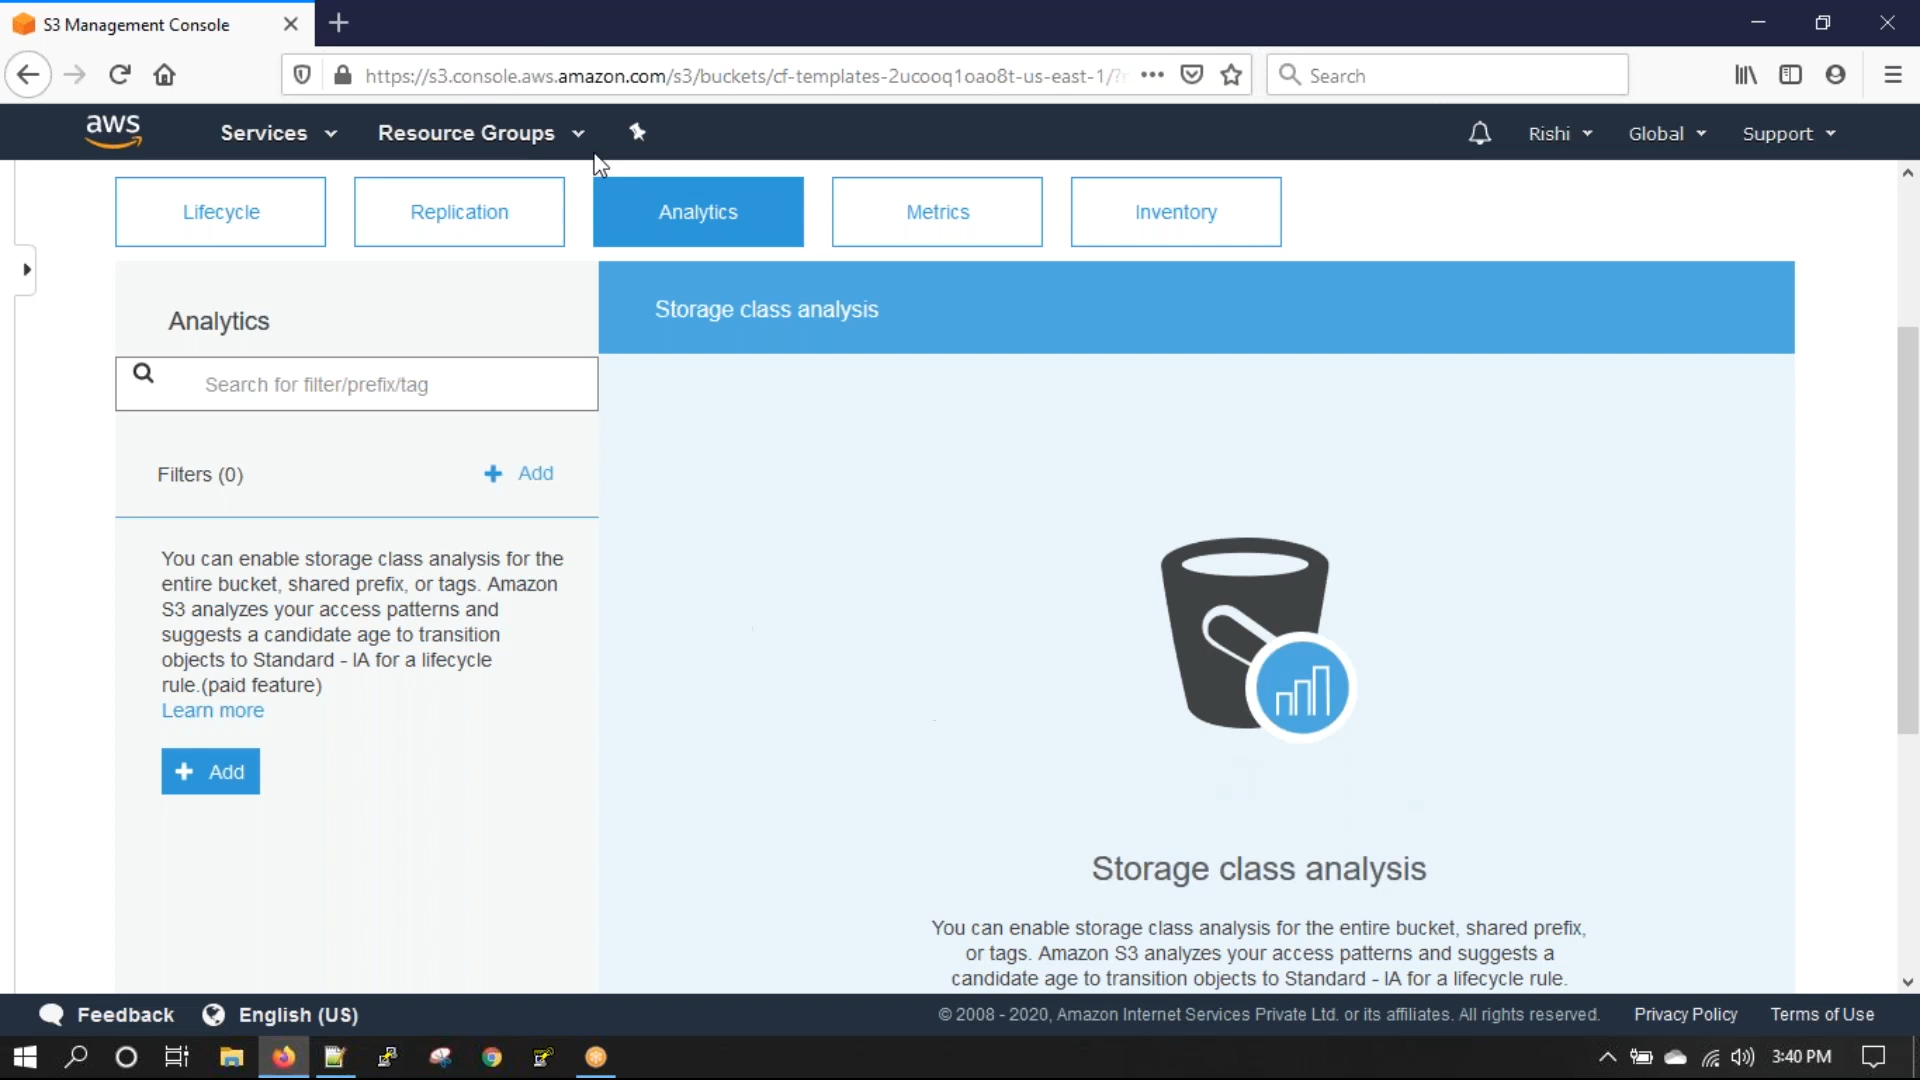 S3 Management Console
https://s3.console.aws.amazon.com/s3/buckets/cf-templates-2ucooq1oao8t-us-east-1/?
Search
aws
Services
Resource Groups
Rishi
Global
Support
Lifecycle
Replication
Analytics
Metrics
Inventory
Analytics
Search for filter/prefix/tag
Filters (0)
Add
You can enable storage class analysis for the
entire bucket, shared prefix, or tags. Amazon
S3 analyzes your access patterns and
suggests a candidate age to transition
objects to Standard - IA for a lifecycle
rule.(paid feature)
Learn more
Add
Storage class analysis
Storage class analysis
You can enable storage class analysis for the entire bucket, shared prefix,
or tags. Amazon S3 analyzes your access patterns and suggests a
candidate age to transition objects to Standard - IA for a lifecycle rule.
Feedback
English (US)
© 2008 - 2020, Amazon Internet Services Private Ltd. or its affiliates. All rights reserved.
Privacy Policy
Terms of Use
3:40 PM